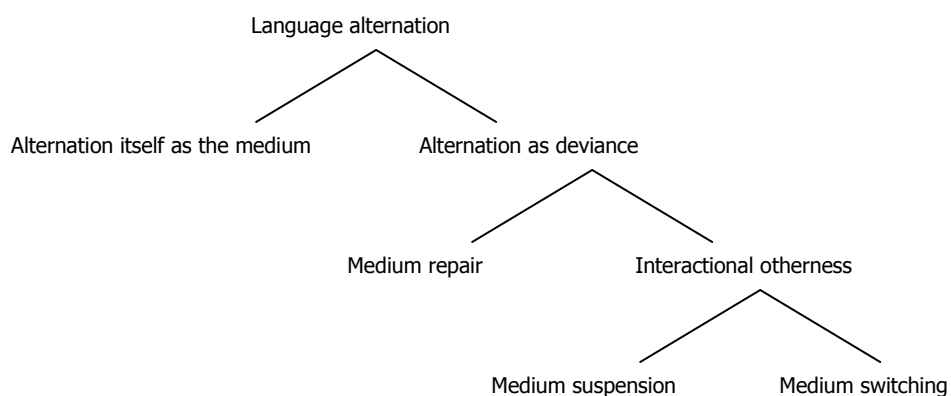 Language alternation
Alternation itself as the medium
Alternation as deviance
Medium repair
Interactional otherness
Medium suspension
Medium switching